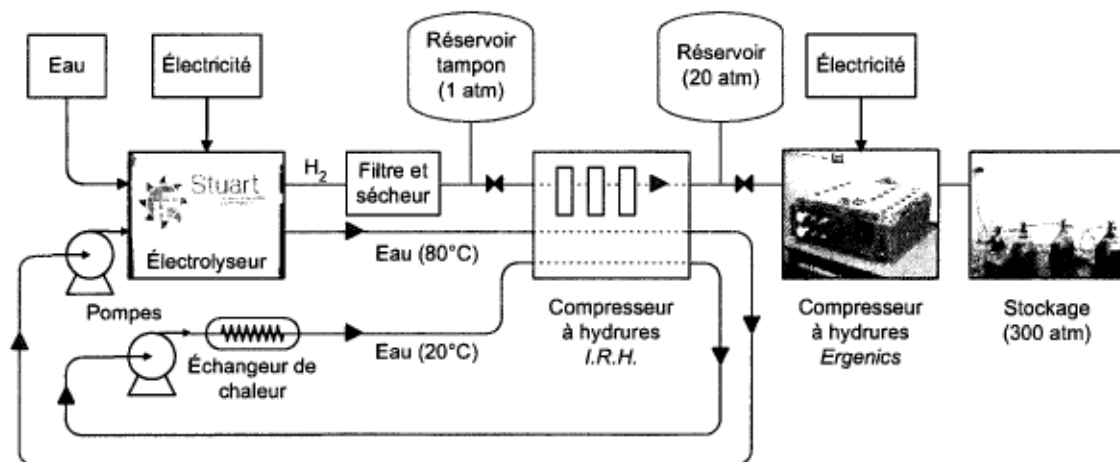 Eau
Électricité
Réservoir
tampon
(1 atm)
Réservoir
(20 atm)
Électricité
H2
Filtre et
sécheur
Stuart
Électrolyseur
Eau (80°C)
Pompes
Eau (20°C)
Échangeur de
chaleur
Compresseur
à hydrures
I.R.H.
Compresseur
à hydrures
Ergenics
Stockage
(300 atm)